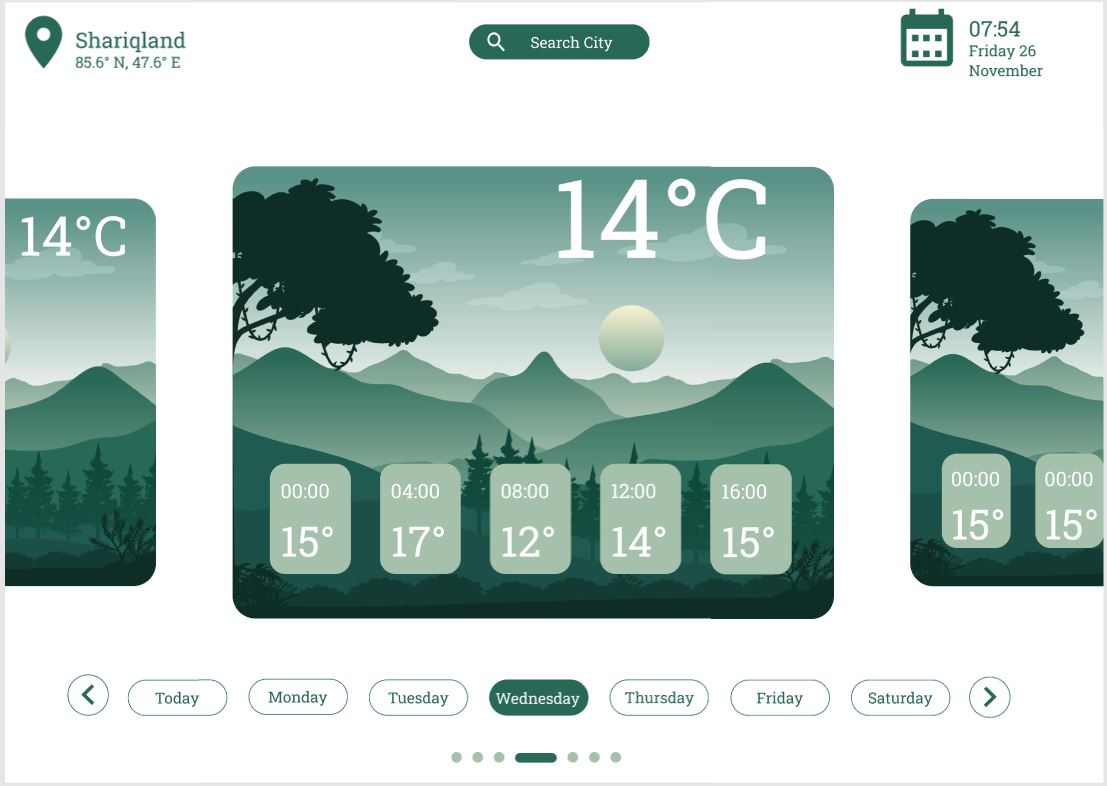 Shariqland
85.6° N, 47.6° E
Search City
07:54
Friday 26
November
14°C
14°C
00:00
15°
04:00
17°
08:00
12°
12:00
14°
16:00
15°
00:00
15°
00:00
15°
Today
Monday
Tuesday
Wednesday
Thursday
Friday
Saturday